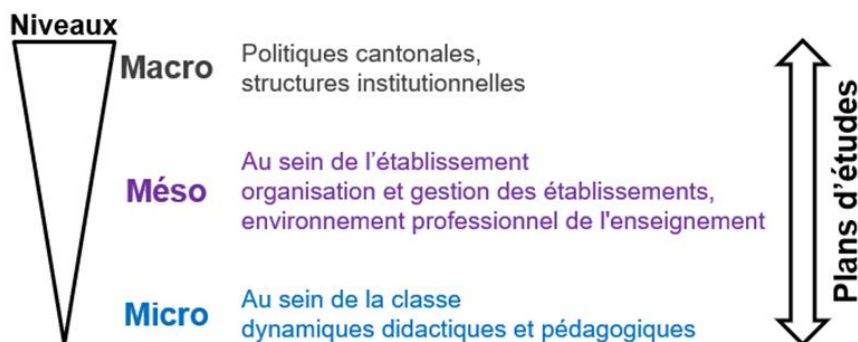 Niveaux
Macro
Politiques cantonales,
structures institutionnelles
Méso
Au sein de l’établissement
organisation et gestion des établissements,
environnement professionnel de l'enseignement
Micro
Au sein de la classe
dynamiques didactiques et pédagogiques
Plans d’études